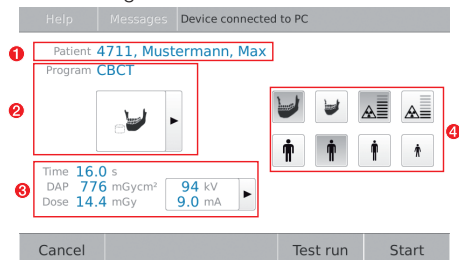 Help Messages Device connected to PC
1 Patient 4711, Mustermann, Max
Program CBCT
2
4
Time 16.0 s
DAP 776 mGycm² 94 kV
3 Dose 14.4 mGy 9.0 mA
Cancel Test run Start